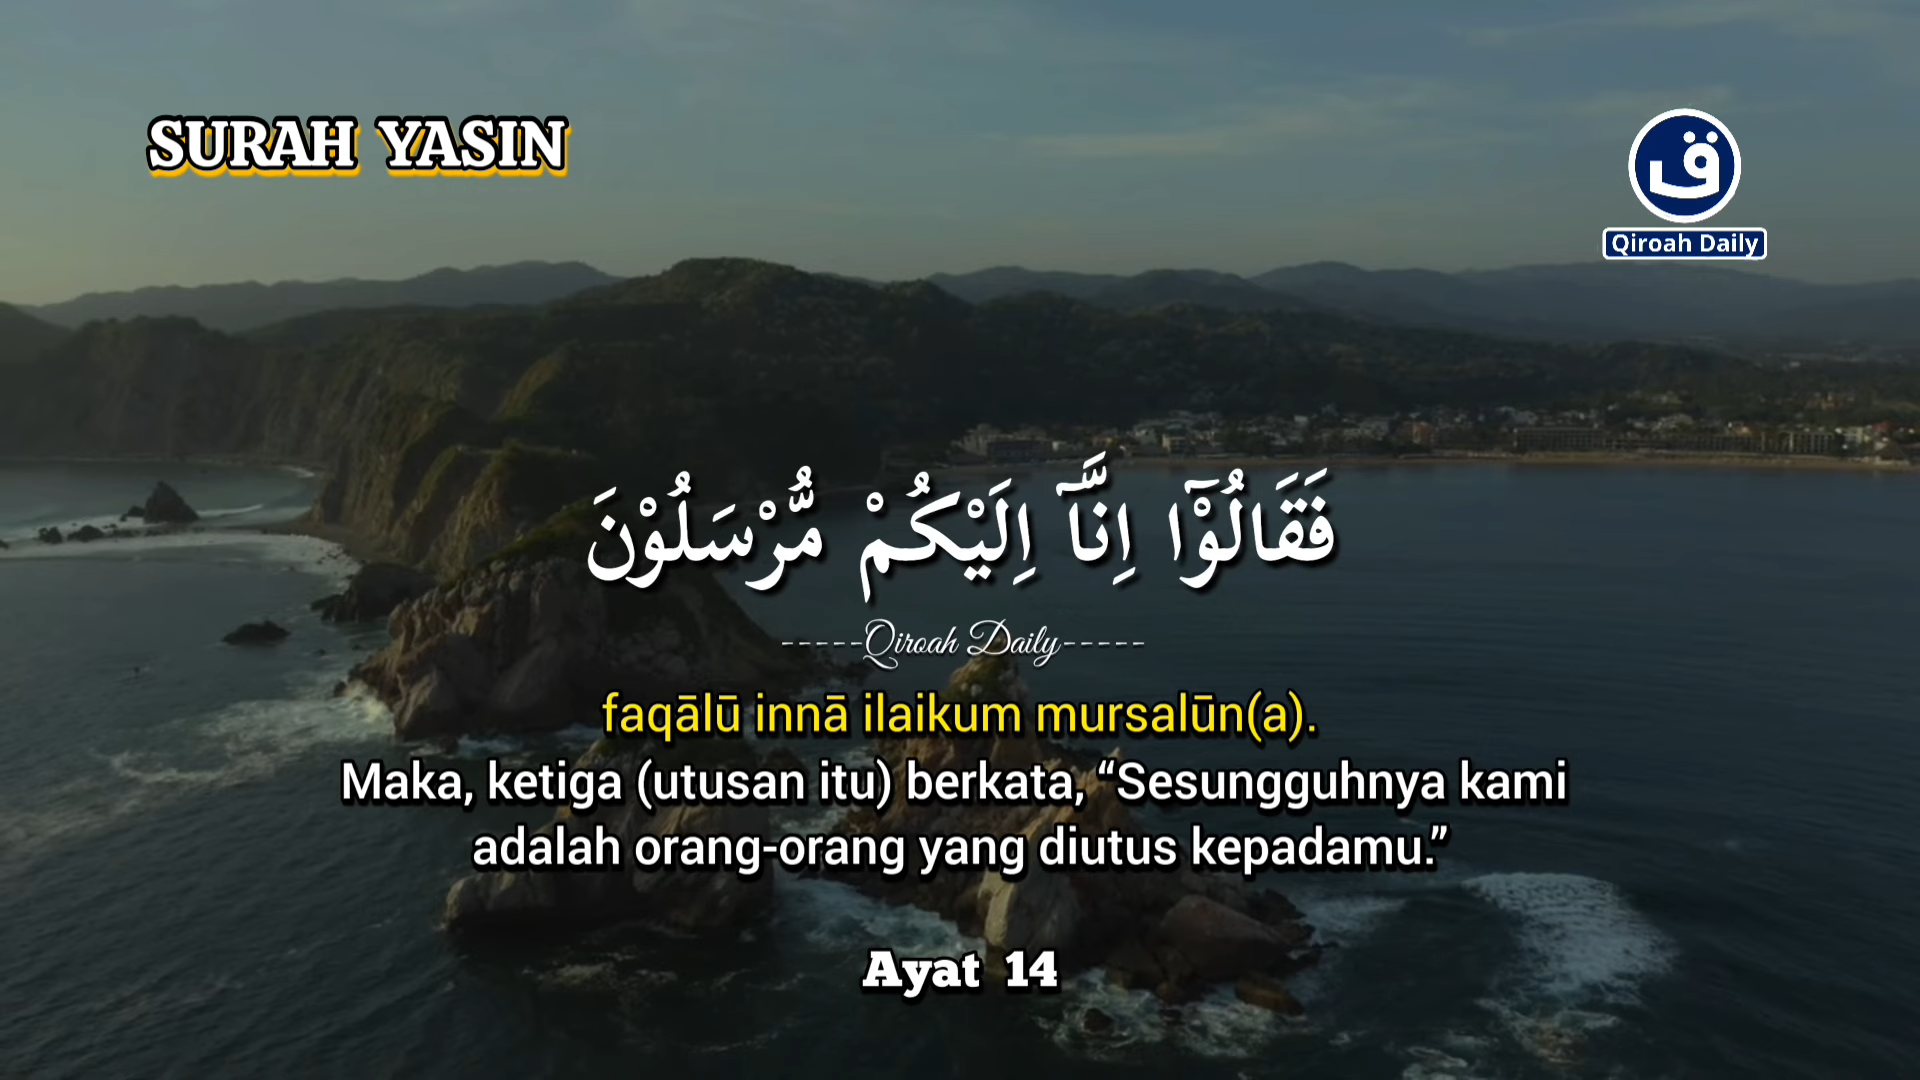 SURAH YASIN
ق
Qiroah Daily
فَقَالُوْٓا اِنَّآ اِلَيْكُمْ مُّرْسَلُوْنَ
-----Qiroah Daily-----
faqālū innā ilaikum mursalūn(a).
Maka, ketiga (utusan itu) berkata, “Sesungguhnya kami
adalah orang-orang yang diutus kepadamu.”
Ayat 14